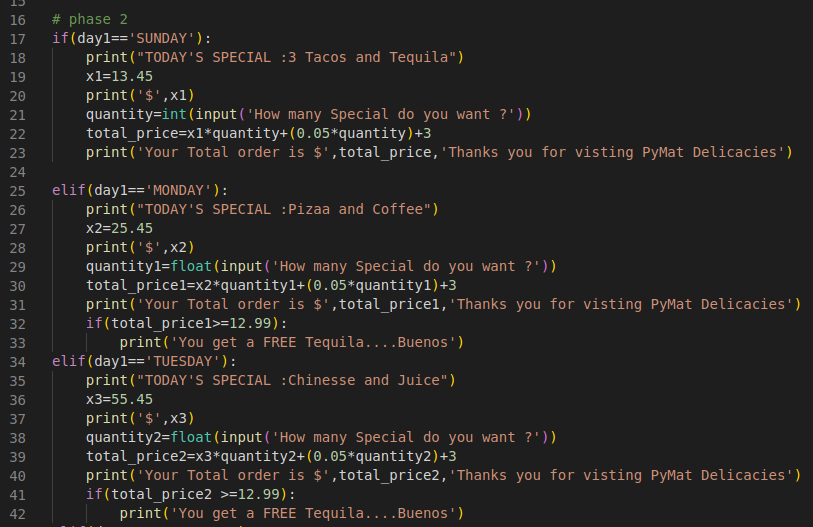 15
16 # phase 2
17 if(day1=='SUNDAY'):
18     print("TODAY'S SPECIAL :3 Tacos and Tequila")
19     x1=13.45
20     print('$',x1)
21     quantity=int(input('How many Special do you want ?'))
22     total_price=x1*quantity+(0.05*quantity)+3
23     print('Your Total order is $',total_price,'Thanks you for visting PyMat Delicacies')
24
25 elif(day1=='MONDAY'):
26     print("TODAY'S SPECIAL :Pizaa and Coffee")
27     x2=25.45
28     print('$',x2)
29     quantity1=float(input('How many Special do you want ?'))
30     total_price1=x2*quantity1+(0.05*quantity1)+3
31     print('Your Total order is $',total_price1,'Thanks you for visting PyMat Delicacies')
32     if(total_price1>=12.99):
33         print('You get a FREE Tequila....Buenos')
34 elif(day1=='TUESDAY'):
35     print("TODAY'S SPECIAL :Chinesse and Juice")
36     x3=55.45
37     print('$',x3)
38     quantity2=float(input('How many Special do you want ?'))
39     total_price2=x3*quantity2+(0.05*quantity2)+3
40     print('Your Total order is $',total_price2,'Thanks you for visting PyMat Delicacies')
41     if(total_price2 >=12.99):
42         print('You get a FREE Tequila....Buenos')